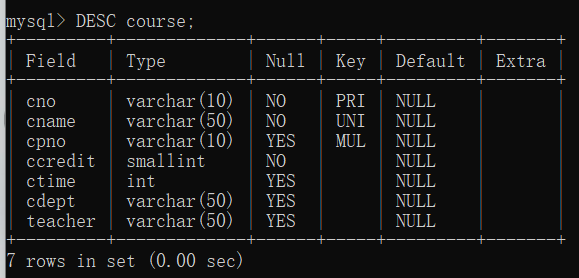 mysql> DESC course;
+----------+-------------+------+-----+---------+-------+
| Field    | Type        | Null | Key | Default | Extra |
+----------+-------------+------+-----+---------+-------+
| cno      | varchar(10) | NO   | PRI | NULL    |       |
| cname    | varchar(50) | NO   | UNI | NULL    |       |
| cpno     | varchar(10) | YES  | MUL | NULL    |       |
| ccredit  | smallint    | NO   |     | NULL    |       |
| ctime    | int         | YES  |     | NULL    |       |
| cdept    | varchar(50) | YES  |     | NULL    |       |
| teacher  | varchar(50) | YES  |     | NULL    |       |
+----------+-------------+------+-----+---------+-------+
7 rows in set (0.00 sec)